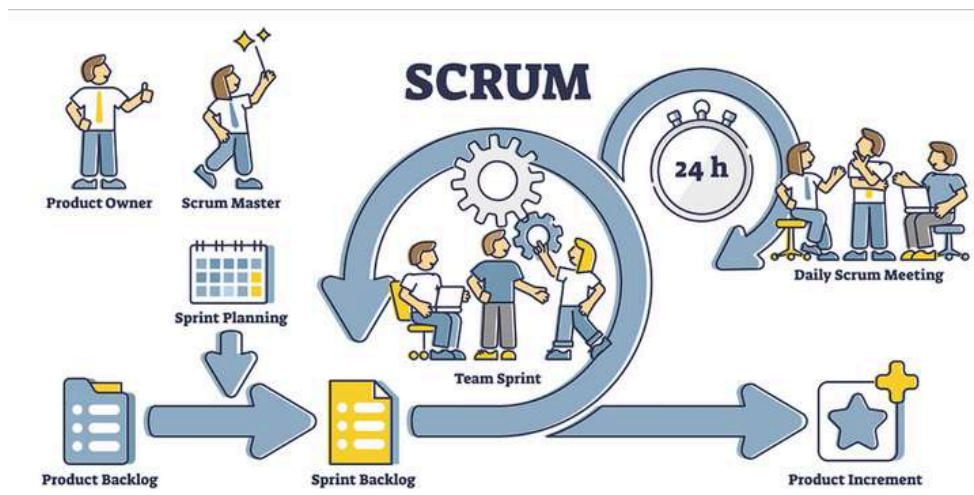 SCRUM
24 h
Product Owner
Scrum Master
Daily Scrum Meeting
Sprint Planning
Team Sprint
Product Backlog
Sprint Backlog
Product Increment